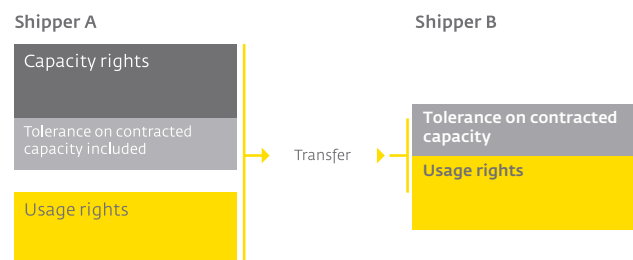 Shipper A
Shipper B
Capacity rights
Tolerance on contracted
capacity included
Usage rights
Transfer
Tolerance on contracted
capacity
Usage rights